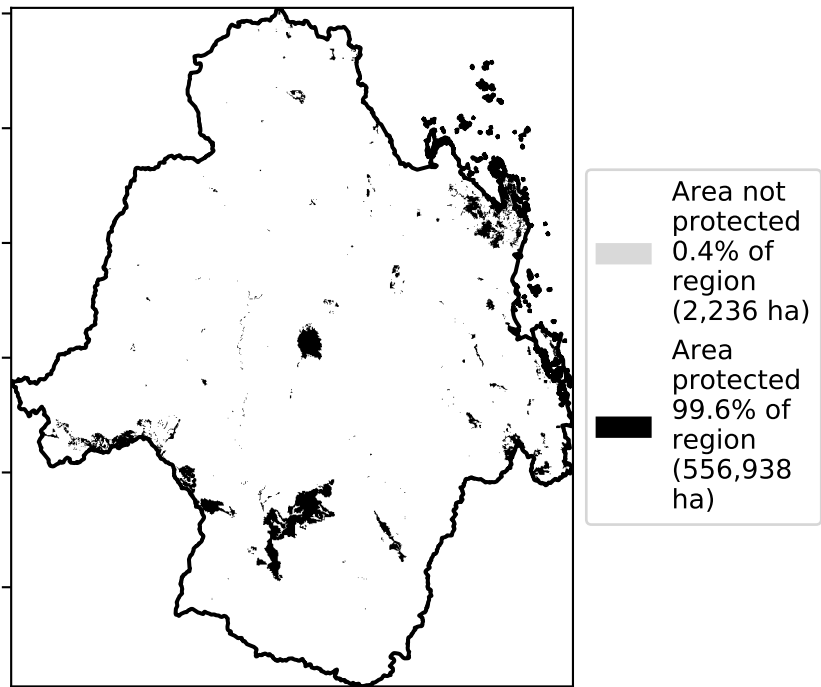 Area not
protected
0.4% of
region
(2,236 ha)
Area
protected
99.6% of
region
(556,938
ha)